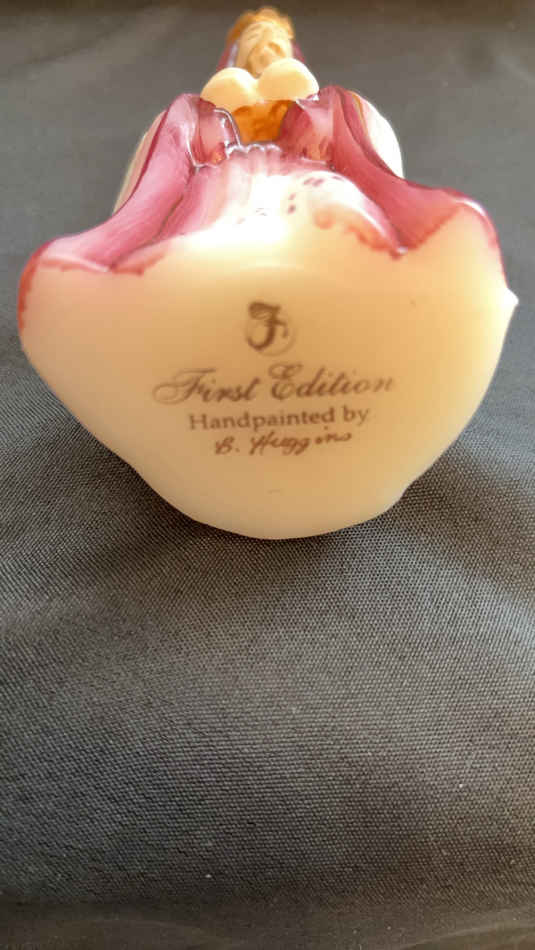 F
First Edition
Handpainted by
B. Huggins